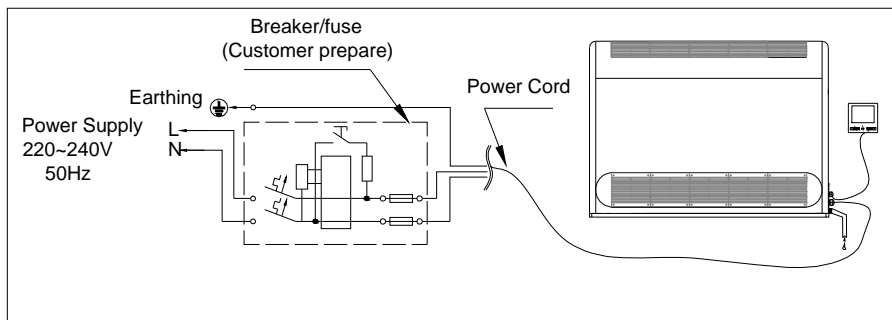 Breaker/fuse
(Customer prepare)
Power Cord
Earthing
Power Supply
L
220~240V
N
50Hz